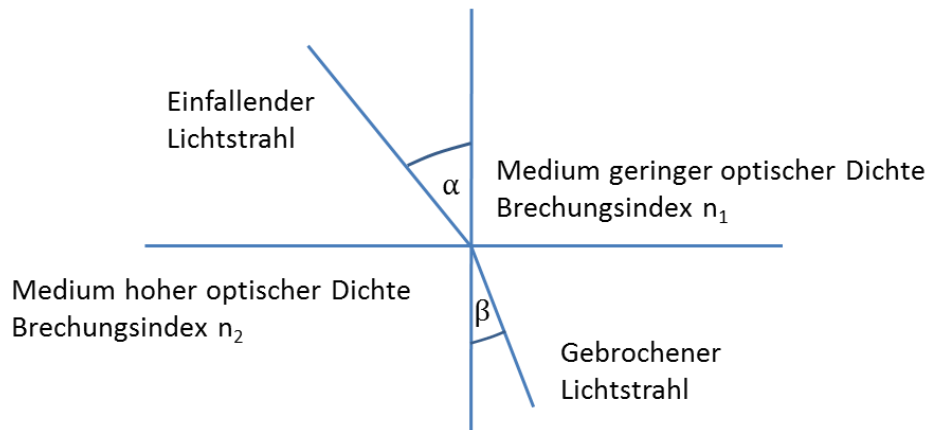 Einfallender
Lichtstrahl
α
Medium geringer optischer Dichte
Brechungsindex n₁
Medium hoher optischer Dichte
Brechungsindex n₂
β
Gebrochener
Lichtstrahl